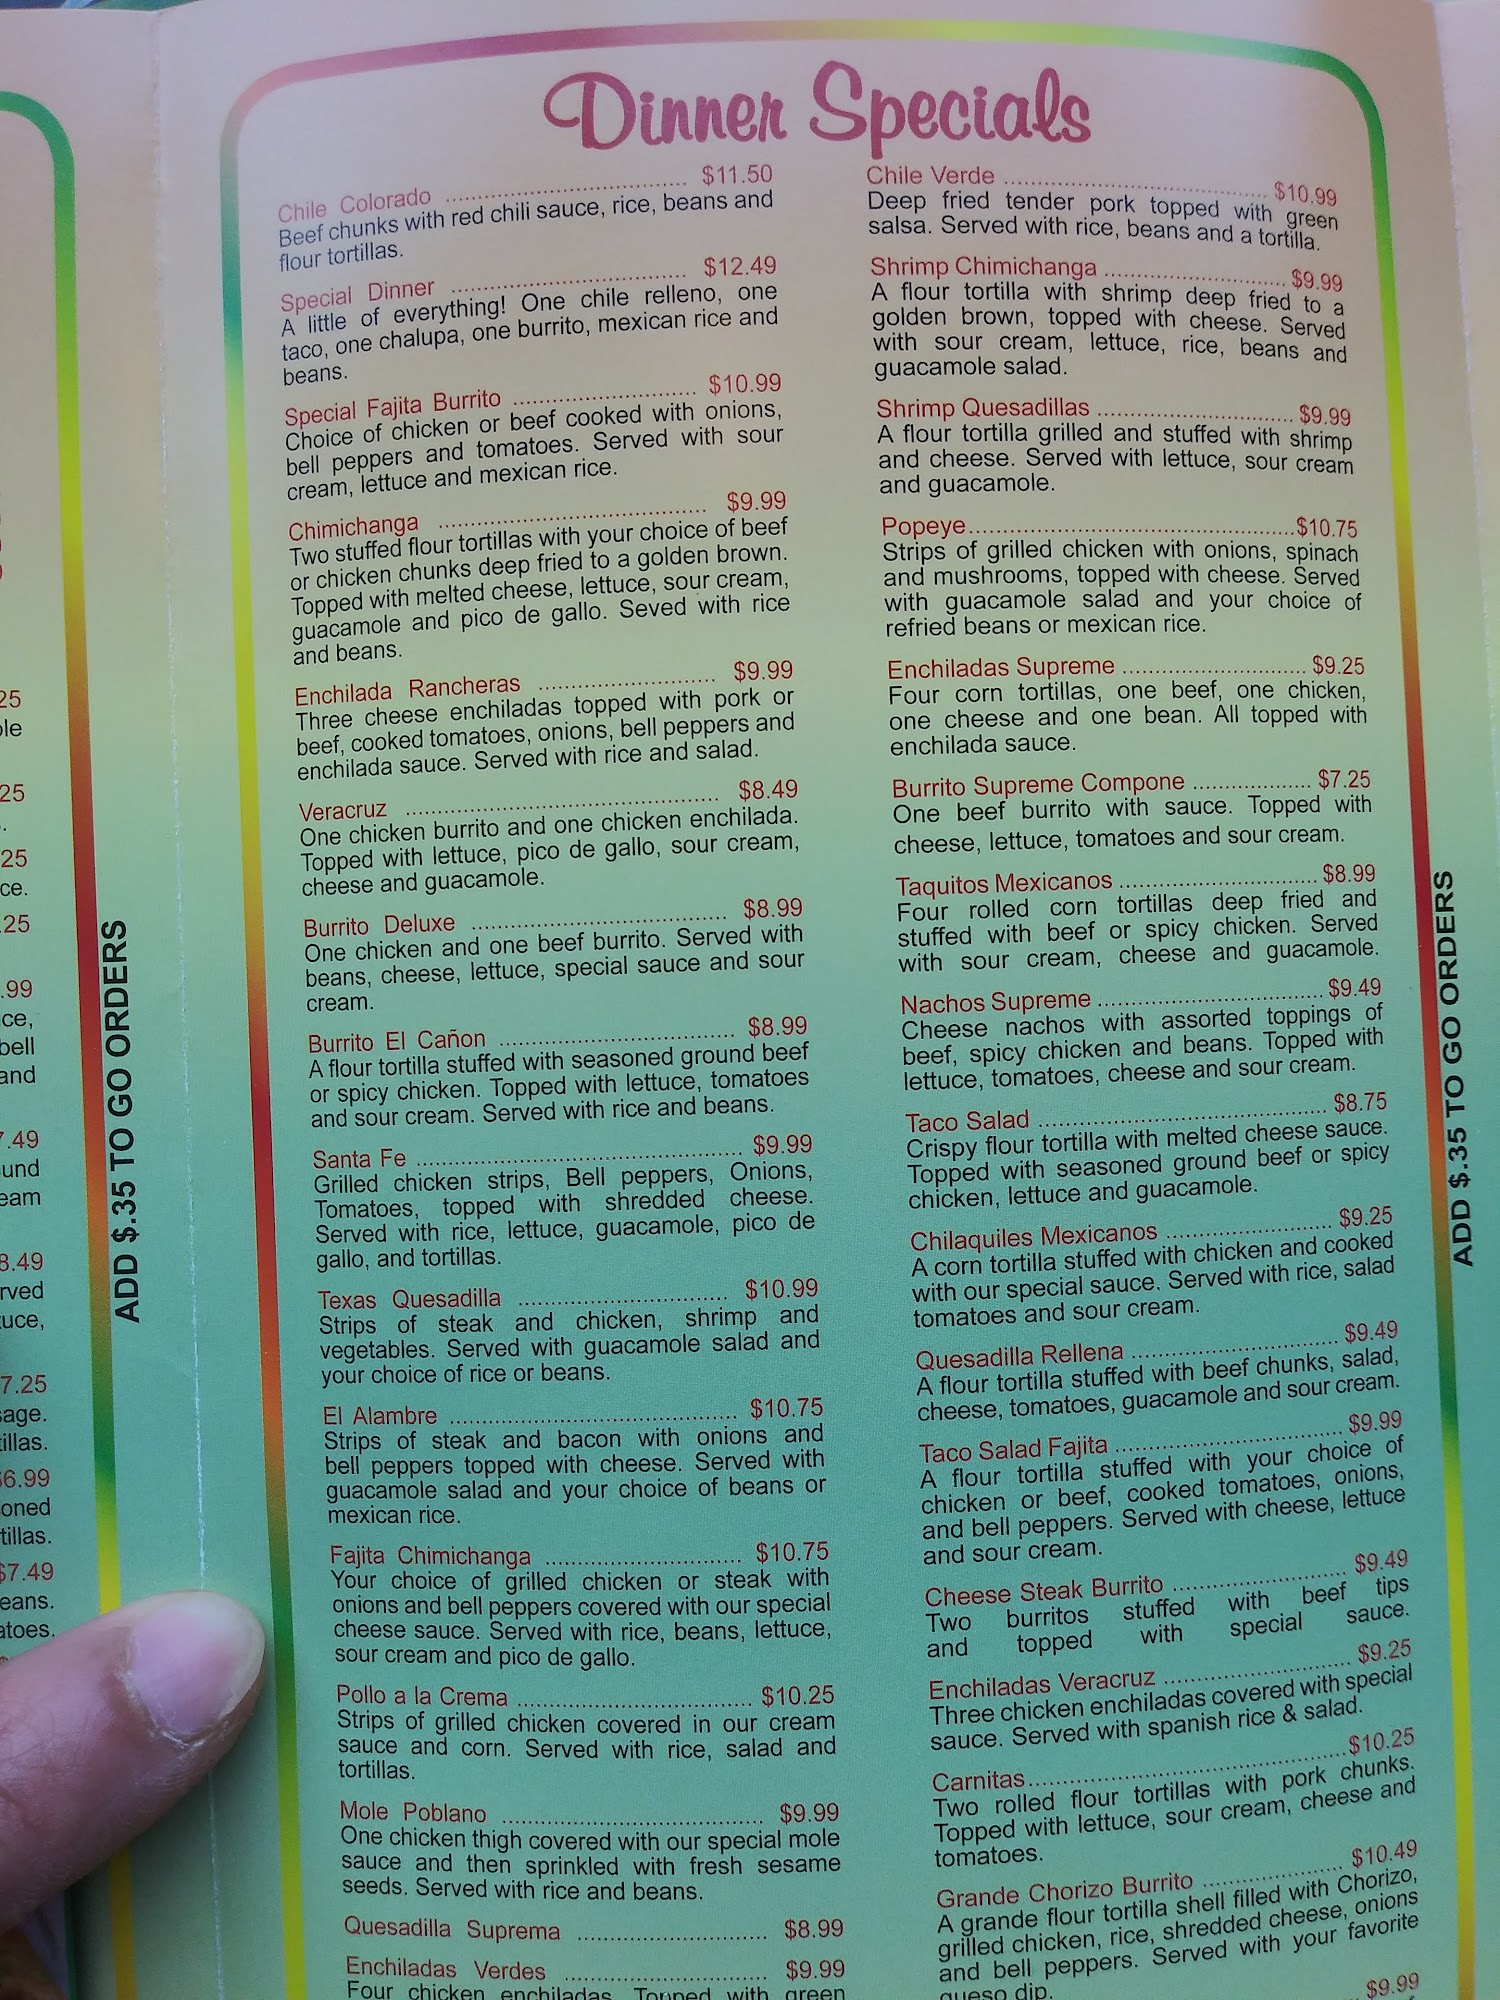 Dinner Specials
Chile Colorado ........ $11.50
Beef chunks with red chili sauce, rice, beans and
flour tortillas.
Special Dinner ........ $12.49
A little of everything! One chile relleno, one
taco, one chalupa, one burrito, mexican rice and
beans.
Special Fajita Burrito ........ $10.99
Choice of chicken or beef cooked with onions,
bell peppers and tomatoes. Served with sour
cream, lettuce and mexican rice.
Chimichanga ........ $9.99
Two stuffed flour tortillas with your choice of beef
or chicken chunks deep fried to a golden brown.
Topped with melted cheese, lettuce, sour cream,
guacamole and pico de gallo. Seved with rice
and beans.
Enchilada Rancheras ........ $9.99
Three cheese enchiladas topped with pork or
beef, cooked tomatoes, onions, bell peppers and
enchilada sauce. Served with rice and salad.
Veracruz ........ $8.49
One chicken burrito and one chicken enchilada.
Topped with lettuce, pico de gallo, sour cream,
cheese and guacamole.
Burrito Deluxe ........ $8.99
One chicken and one beef burrito. Served with
beans, cheese, lettuce, special sauce and sour
cream.
Burrito El Cañon ........ $8.99
A flour tortilla stuffed with seasoned ground beef
or spicy chicken. Topped with lettuce, tomatoes
and sour cream. Served with rice and beans.
Santa Fe ........ $9.99
Grilled chicken strips, Bell peppers, Onions,
Tomatoes, topped with shredded cheese.
Served with rice, lettuce, guacamole, pico de
gallo, and tortillas.
Texas Quesadilla ........ $10.99
Strips of steak and chicken, shrimp and
vegetables. Served with guacamole salad and
your choice of rice or beans.
El Alambre ........ $10.75
Strips of steak and bacon with onions and
bell peppers topped with cheese. Served with
guacamole salad and your choice of beans or
mexican rice.
Fajita Chimichanga ........ $10.75
Your choice of grilled chicken or steak with
onions and bell peppers covered with our special
cheese sauce. Served with rice, beans, lettuce,
sour cream and pico de gallo.
Pollo a la Crema ........ $10.25
Strips of grilled chicken covered in our cream
sauce and corn. Served with rice, salad and
tortillas.
Mole Poblano ........ $9.99
One chicken thigh covered with our special mole
sauce and then sprinkled with fresh sesame
seeds. Served with rice and beans.
Quesadilla Suprema ........ $8.99
Enchiladas Verdes ........ $9.99
Four chicken enchiladas. Topped with green
Chile Verde ........ $10.99
Deep fried tender pork topped with green
salsa. Served with rice, beans and a tortilla.
Shrimp Chimichanga ........ $9.99
A flour tortilla with shrimp deep fried to a
golden brown, topped with cheese. Served
with sour cream, lettuce, rice, beans and
guacamole salad.
Shrimp Quesadillas ........ $9.99
A flour tortilla grilled and stuffed with shrimp
and cheese. Served with lettuce, sour cream
and guacamole.
Popeye ........ $10.75
Strips of grilled chicken with onions, spinach
and mushrooms, topped with cheese. Served
with guacamole salad and your choice of
refried beans or mexican rice.
Enchiladas Supreme ........ $9.25
Four corn tortillas, one beef, one chicken,
one cheese and one bean. All topped with
enchilada sauce.
Burrito Supreme Compone ........ $7.25
One beef burrito with sauce. Topped with
cheese, lettuce, tomatoes and sour cream.
Taquitos Mexicanos ........ $8.99
Four rolled corn tortillas deep fried and
stuffed with beef or spicy chicken. Served
with sour cream, cheese and guacamole.
Nachos Supreme ........ $9.49
Cheese nachos with assorted toppings of
beef, spicy chicken and beans. Topped with
lettuce, tomatoes, cheese and sour cream.
Taco Salad ........ $8.75
Crispy flour tortilla with melted cheese sauce.
Topped with seasoned ground beef or spicy
chicken, lettuce and guacamole.
Chilaquiles Mexicanos ........ $9.25
A corn tortilla stuffed with chicken and cooked
with our special sauce. Served with rice, salad
tomatoes and sour cream.
Quesadilla Rellena ........ $9.49
A flour tortilla stuffed with beef chunks, salad,
cheese, tomatoes, guacamole and sour cream.
Taco Salad Fajita ........ $9.99
A flour tortilla stuffed with your choice of
chicken or beef, cooked tomatoes, onions,
and bell peppers. Served with cheese, lettuce
and sour cream.
Cheese Steak Burrito ........ $9.49
Two burritos stuffed with beef tips
and topped with special sauce.
Enchiladas Veracruz ........ $9.25
Three chicken enchiladas covered with special
sauce. Served with spanish rice & salad.
Carnitas ........ $10.25
Two rolled flour tortillas with pork chunks.
Topped with lettuce, sour cream, cheese and
tomatoes.
Grande Chorizo Burrito ........ $10.49
A grande flour tortilla shell filled with Chorizo,
grilled chicken, rice, shredded cheese, onions
and bell peppers. Served with your favorite
queso dip.
$9.99
ADD $.35 TO GO ORDERS
ADD $.35 TO GO ORDERS
25
25
.
25
ce.
.25
.99
ce,
bell
and
7.49
und
eam
8.49
rved
uce,
7.25
sage.
tillas.
$6.99
oned
tillas.
$7.49
eans.
atoes.